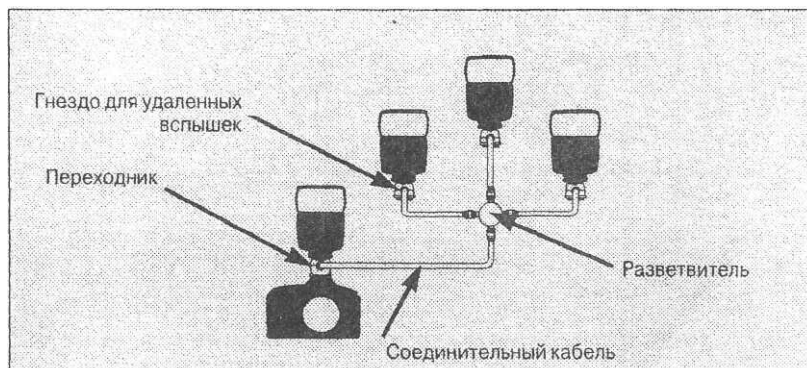 Гнездо для удаленных
вспышек
Переходник
Разветвитель
Соединительный кабель